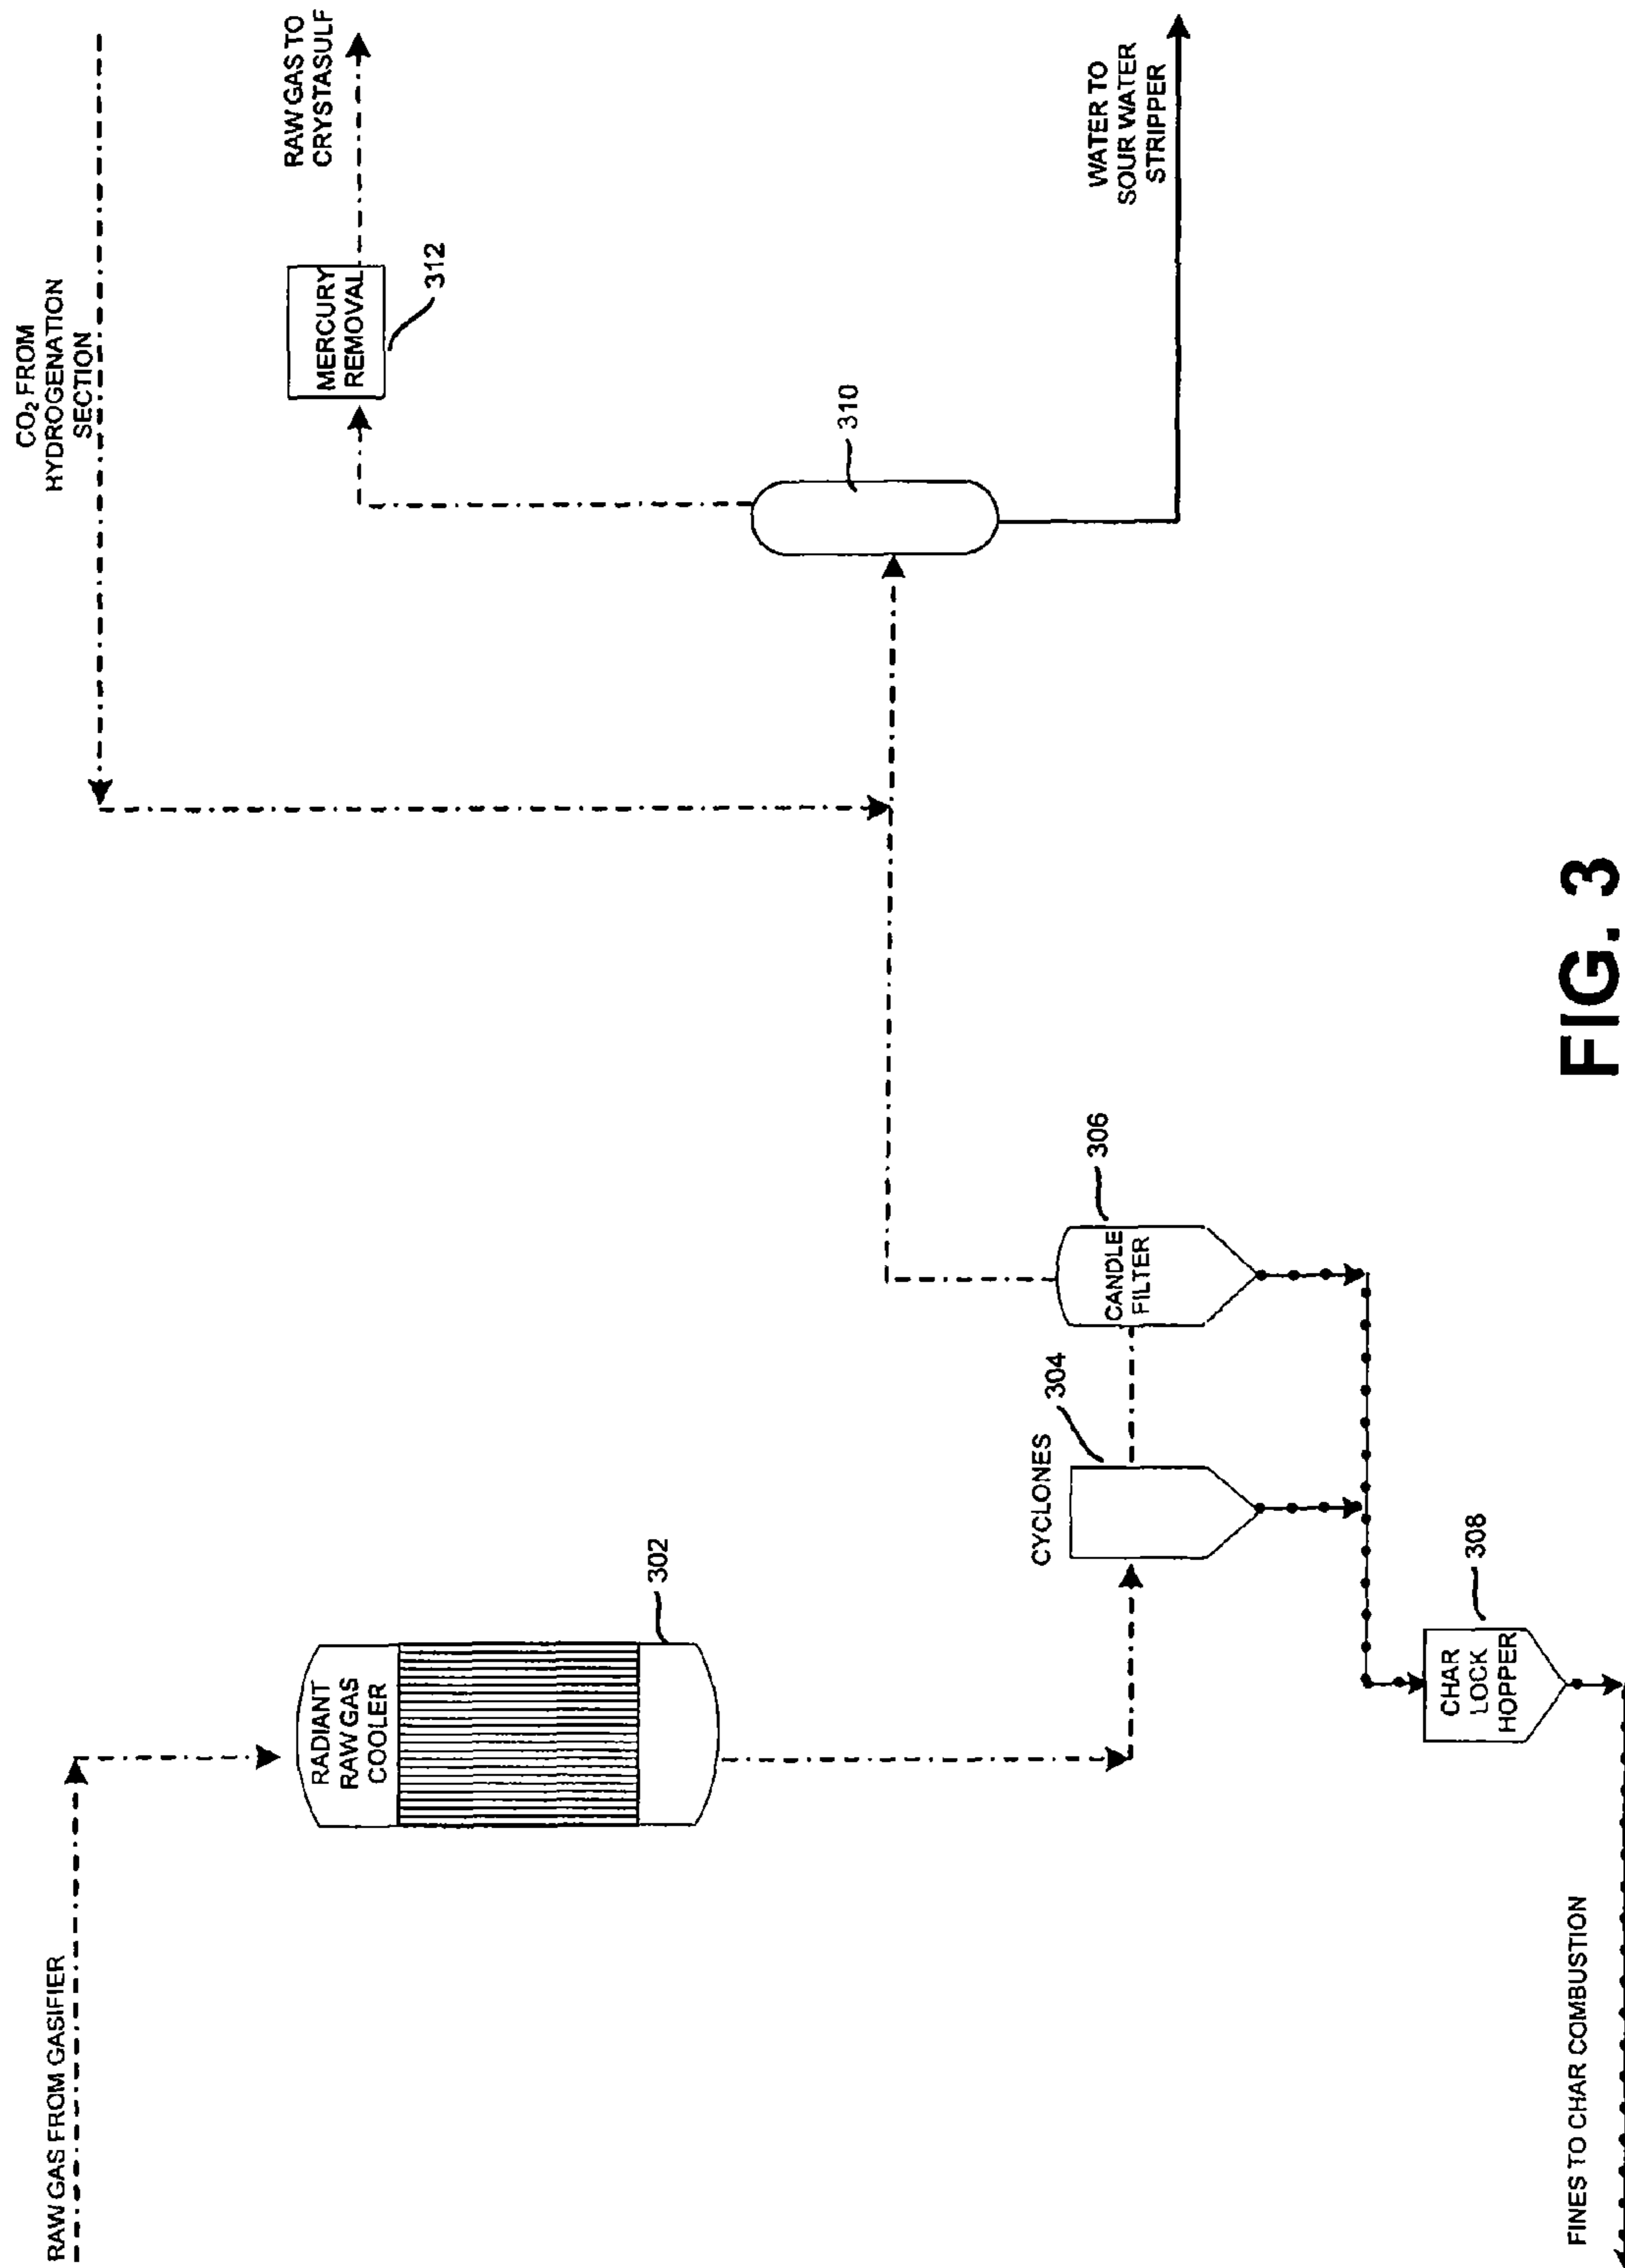 RAW GAS FROM GASIFIER
RADIANT
RAW GAS
COOLER
302
CYCLONES
304
CANDLE
FILTER
306
CHAR
LOCK
HOPPER
308
FINES TO CHAR COMBUSTION
CO₂ FROM
HYDROGENATION
SECTION
310
MERCURY
REMOVAL
312
RAW GAS TO
CRYSTASULF
WATER TO
SOUR WATER
STRIPPER
FIG. 3